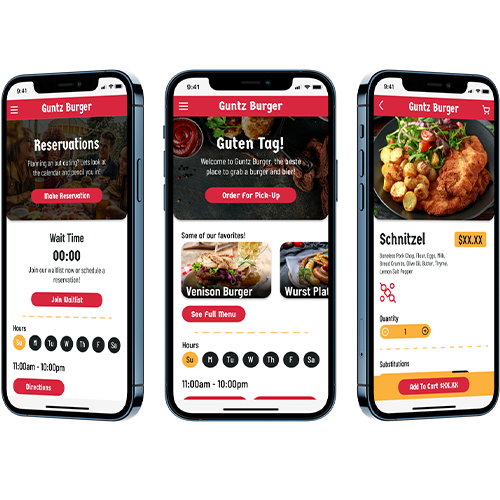 9:41
Guntz Burger
Reservations
Planning on out eating? Lets look
at the calendar and pencil you in!
Make Reservation
Wait Time
00:00
Join our waitlist now or schedule a
reservation!
Join Waitlist
Hours
Su M Tu W Th F Sa
11:00am - 10:00pm
Directions
9:41
Guntz Burger
Guten Tag!
Welcome to Guntz Burger, the beste
place to grab a burger and bier!
Order for Pick-Up
Some of our favorites!
Venison Burger
Wurst Plat
See Full Menu
Hours
Su M Tu W Th F Sa
11:00am - 10:00pm
9:41
Guntz Burger
Schnitzel
$XX.XX
Boneless Pork Chop, Flour, Eggs, Milk,
Bread Crumbs, Olive Oil, Butter, Thyme,
Lemon Salt Pepper
Quantity
1
Substitutions
Add To Cart $XX.XX